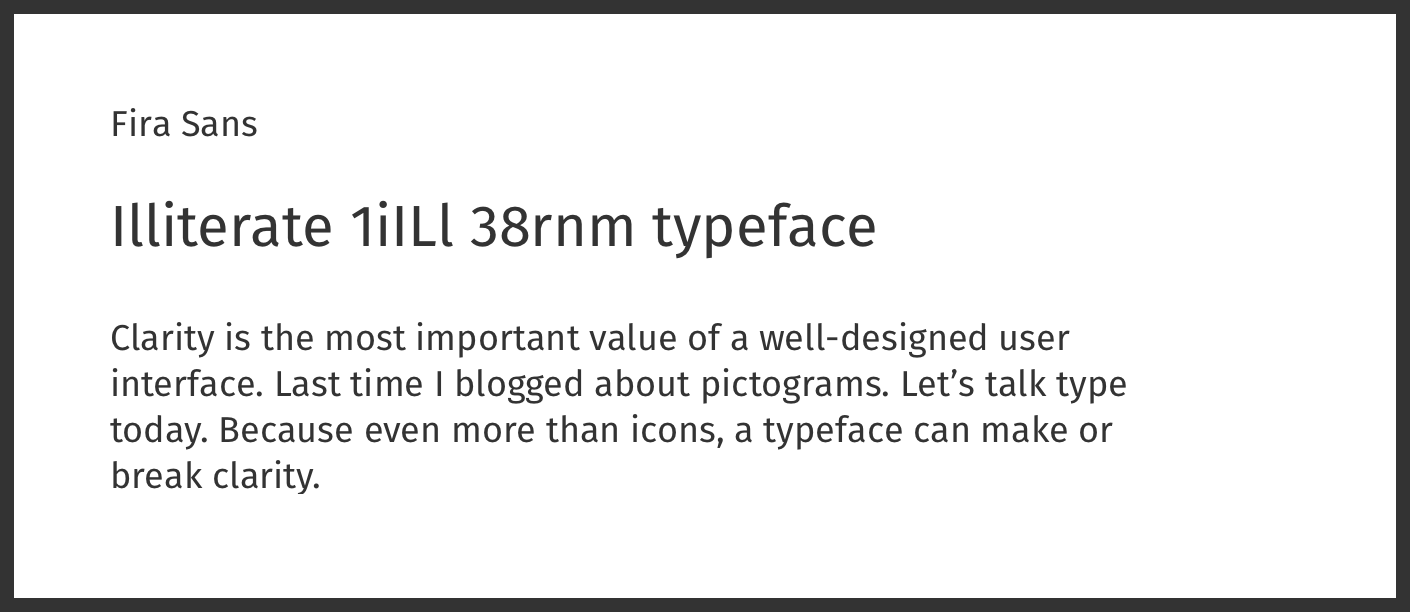 Fira Sans
Illiterate 1iILl 38rnm typeface
Clarity is the most important value of a well-designed user
interface. Last time I blogged about pictograms. Let’s talk type
today. Because even more than icons, a typeface can make or
break clarity.